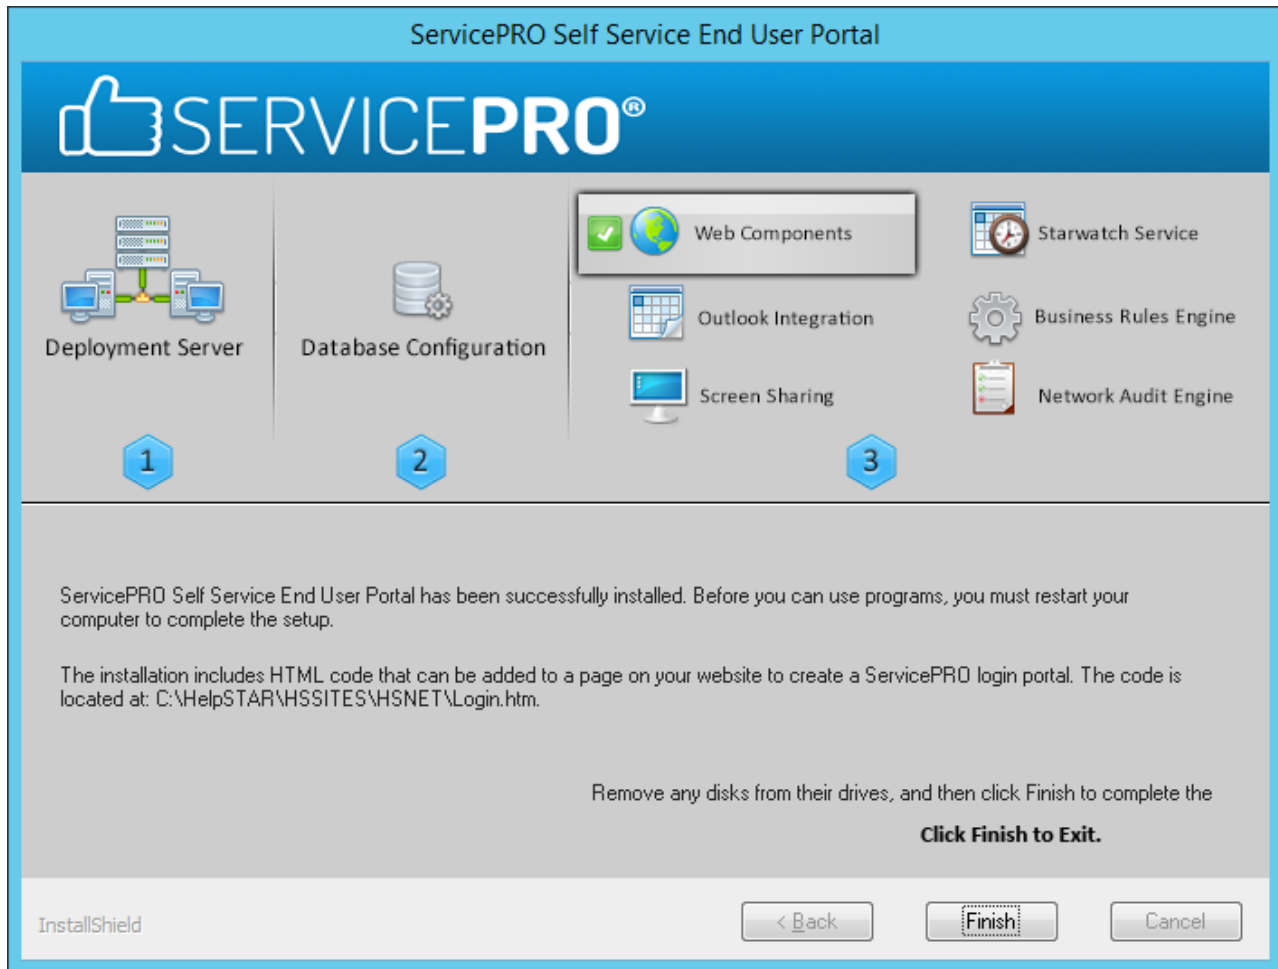 ServicePRO Self Service End User Portal
SERVICEPRO®
Deployment Server
1
Database Configuration
2
Web Components
Starwatch Service
Outlook Integration
Business Rules Engine
Screen Sharing
Network Audit Engine
3
ServicePRO Self Service End User Portal has been successfully installed. Before you can use programs, you must restart your
computer to complete the setup.
The installation includes HTML code that can be added to a page on your website to create a ServicePRO login portal. The code is
located at: C:\HelpSTAR\HSSITES\HSNET\Login.htm.
Remove any disks from their drives, and then click Finish to complete the
Click Finish to Exit.
InstallShield
< Back
Finish
Cancel